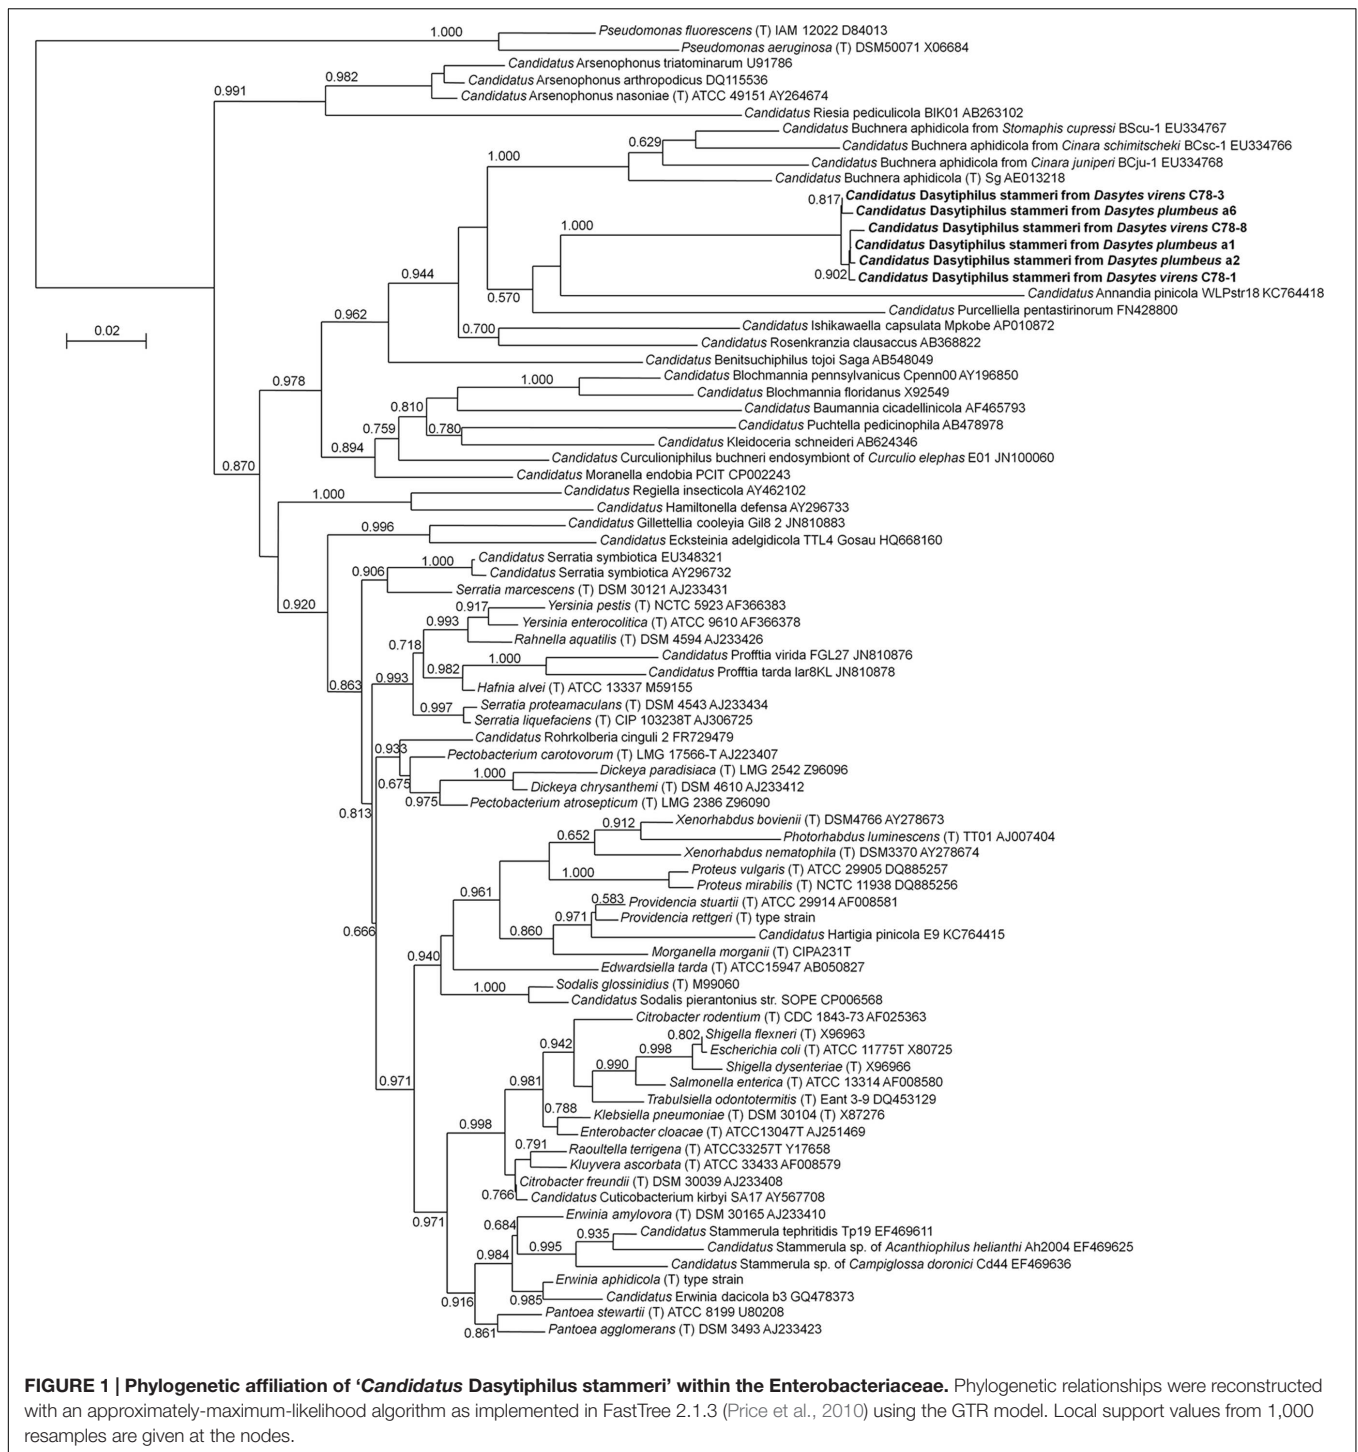 1.000
Pseudomonas fluorescens (T) IAM 12022 D84013
Pseudomonas aeruginosa (T) DSM50071 X06684
Candidatus Arsenophonus triatominarum U91786
0.991
0.982
Candidatus Arsenophonus arthropodicus DQ115536
Candidatus Arsenophonus nasoniae (T) ATCC 49151 AY264674
Candidatus Riesia pediculicola BIK01 AB263102
Candidatus Buchnera aphidicola from Stomaphis cupressi BScu-1 EU334767
0.629
Candidatus Buchnera aphidicola from Cinara schimitscheki BCsc-1 EU334766
1.000
Candidatus Buchnera aphidicola from Cinara juniperi BCju-1 EU334768
Candidatus Buchnera aphidicola (T) Sg AE013218
0.817
Candidatus Dasytiphilus stammeri from Dasytes virens C78-3
Candidatus Dasytiphilus stammeri from Dasytes plumbeus a6
1.000
Candidatus Dasytiphilus stammeri from Dasytes virens C78-8
Candidatus Dasytiphilus stammeri from Dasytes plumbeus a1
Candidatus Dasytiphilus stammeri from Dasytes plumbeus a2
0.944
0.902
Candidatus Dasytiphilus stammeri from Dasytes virens C78-1
0.570
Candidatus Annandia pinicola WLPstr18 KC764418
Candidatus Purcelliella pentastirinorum FN428800
0.02
0.962
0.700
Candidatus Ishikawaella capsulata Mpkobe AP010872
Candidatus Rosenkranzia clausaccus AB368822
Candidatus Benitsuchiphilus tojoi Saga AB548049
0.978
1.000
Candidatus Blochmannia pennsylvanicus Cpenn00 AY196850
Candidatus Blochmannia floridanus X92549
0.810
Candidatus Baumannia cicadellinicola AF465793
0.759
0.780
Candidatus Puchtella pedicinophila AB478978
0.894
Candidatus Kleidoceria schneideri AB624346
Candidatus Curculioniphilus buchneri endosymbiont of Curculio elephas E01 JN100060
0.870
Candidatus Moranella endobia PCIT CP002243
1.000
Candidatus Regiella insecticola AY462102
Candidatus Hamiltonella defensa AY296733
0.996
Candidatus Gillettellia cooleyia Gil8 2 JN810883
Candidatus Ecksteinia adelgidicola TTL4 Gosau HQ668160
1.000
Candidatus Serratia symbiotica EU348321
0.906
Candidatus Serratia symbiotica AY296732
Serratia marcescens (T) DSM 30121 AJ233431
0.920
0.917
Yersinia pestis (T) NCTC 5923 AF366383
0.993
Yersinia enterocolitica (T) ATCC 9610 AF366378
0.718
Rahnella aquatilis (T) DSM 4594 AJ233426
1.000
Candidatus Profftia virida FGL27 JN810876
0.982
Candidatus Profftia tarda lar8KL JN810878
0.863
0.993
Hafnia alvei (T) ATCC 13337 M59155
0.997
Serratia proteamaculans (T) DSM 4543 AJ233434
Serratia liquefaciens (T) CIP 103238T AJ306725
Candidatus Rohrkolberia cinguli 2 FR729479
0.933
Pectobacterium carotovorum (T) LMG 17566-T AJ223407
0.675
1.000
Dickeya paradisiaca (T) LMG 2542 Z96096
Dickeya chrysanthemi (T) DSM 4610 AJ233412
0.975
Pectobacterium atrosepticum (T) LMG 2386 Z96090
0.813
0.912
Xenorhabdus bovienii (T) DSM4766 AY278673
0.652
Photorhabdus luminescens (T) TT01 AJ007404
Xenorhabdus nematophila (T) DSM3370 AY278674
1.000
Proteus vulgaris (T) ATCC 29905 DQ885257
Proteus mirabilis (T) NCTC 11938 DQ885256
0.961
0.583
Providencia stuartii (T) ATCC 29914 AF008581
0.971
Providencia rettgeri (T) type strain
0.666
0.860
Candidatus Hartigia pinicola E9 KC764415
Morganella morganii (T) CIPA231T
0.940
Edwardsiella tarda (T) ATCC15947 AB050827
1.000
Sodalis glossinidius (T) M99060
Candidatus Sodalis pierantonius str. SOPE CP006568
Citrobacter rodentium (T) CDC 1843-73 AF025363
0.802
Shigella flexneri (T) X96963
0.942
0.998
Escherichia coli (T) ATCC 11775T X80725
0.990
Shigella dysenteriae (T) X96966
0.971
0.981
Salmonella enterica (T) ATCC 13314 AF008580
Trabulsiella odontotermitis (T) Eant 3-9 DQ453129
0.788
Klebsiella pneumoniae (T) DSM 30104 (T) X87276
0.998
Enterobacter cloacae (T) ATCC13047T AJ251469
0.791
Raoultella terrigena (T) ATCC33257T Y17658
Kluyvera ascorbata (T) ATCC 33433 AF008579
Citrobacter freundii (T) DSM 30039 AJ233408
0.766
Candidatus Cuticobacterium kirbyi SA17 AY567708
0.971
0.684
Erwinia amylovora (T) DSM 30165 AJ233410
0.935
Candidatus Stammerula tephritidis Tp19 EF469611
0.984
0.995
Candidatus Stammerula sp. of Acanthiophilus helianthi Ah2004 EF469625
Candidatus Stammerula sp. of Campiglossa doronici Cd44 EF469636
Erwinia aphidicola (T) type strain
0.916
0.985
Candidatus Erwinia dacicola b3 GQ478373
Pantoea stewartii (T) ATCC 8199 U80208
0.861
Pantoea agglomerans (T) DSM 3493 AJ233423
FIGURE 1 | Phylogenetic affiliation of ‘Candidatus Dasytiphilus stammeri’ within the Enterobacteriaceae. Phylogenetic relationships were reconstructed
with an approximately-maximum-likelihood algorithm as implemented in FastTree 2.1.3 (Price et al., 2010) using the GTR model. Local support values from 1,000
resamples are given at the nodes.